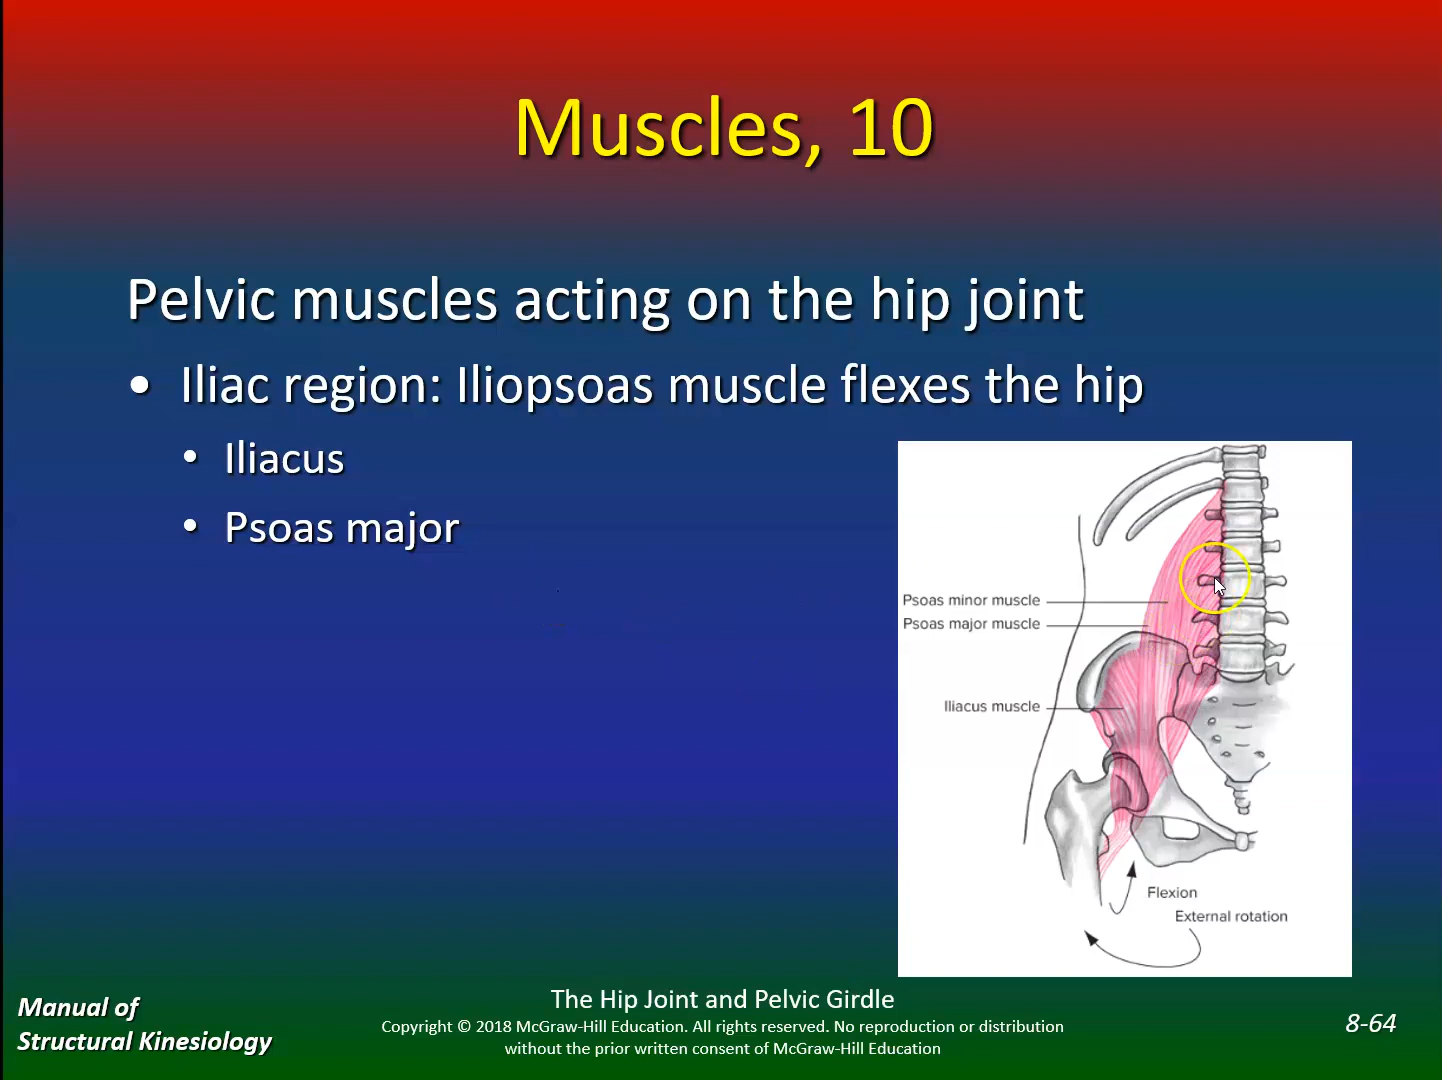 Muscles, 10
Pelvic muscles acting on the hip joint
• Iliac region: Iliopsoas muscle flexes the hip
• Iliacus
• Psoas major
Psoas minor muscle
Psoas major muscle
Iliacus muscle
Flexion
External rotation
Manual of
Structural Kinesiology
The Hip Joint and Pelvic Girdle
Copyright © 2018 McGraw-Hill Education. All rights reserved. No reproduction or distribution
without the prior written consent of McGraw-Hill Education
8-64